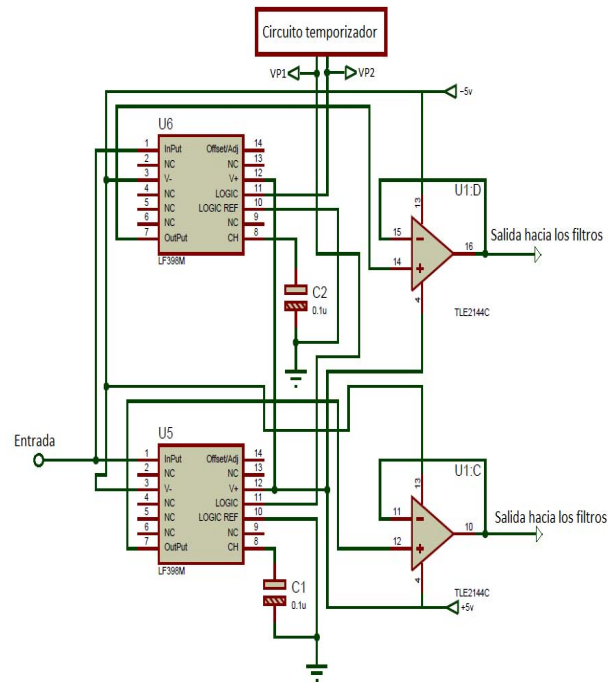 Circuito temporizador
VP1
VP2
-5v
U6
1 InPut Offset/Adj 14
2 NC NC 13
3 V- V+ 12
4 NC LOGIC 11
5 NC LOGIC REF 10
6 NC NC 9
7 OutPut CH 8
LF398M
C2
0.1u
U1:D
13
15
14
16
4
TLE2144C
Salida hacia los filtros
Entrada
U5
1 InPut Offset/Adj 14
2 NC NC 13
3 V- V+ 12
4 NC LOGIC 11
5 NC LOGIC REF 10
6 NC NC 9
7 OutPut CH 8
LF398M
C1
0.1u
U1:C
13
11
12
10
4
TLE2144C
Salida hacia los filtros
+5v